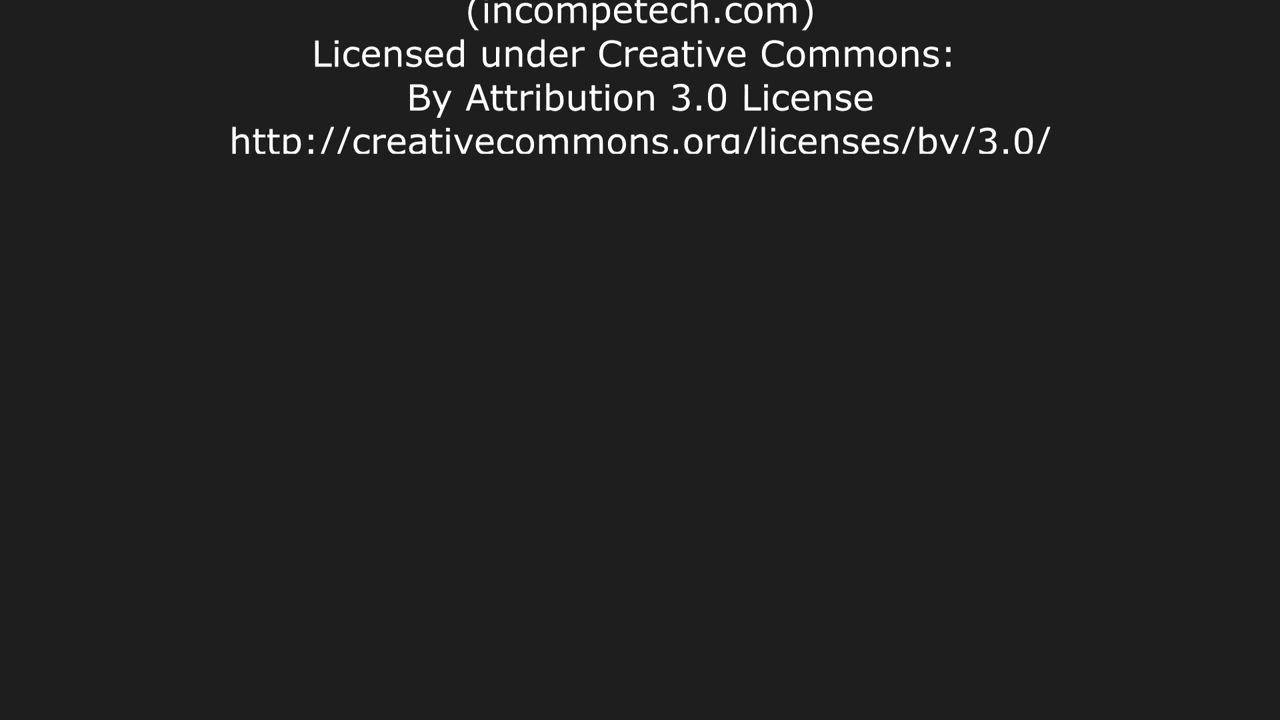 (incompetech.com)
Licensed under Creative Commons:
By Attribution 3.0 License
http://creativecommons.org/licenses/by/3.0/